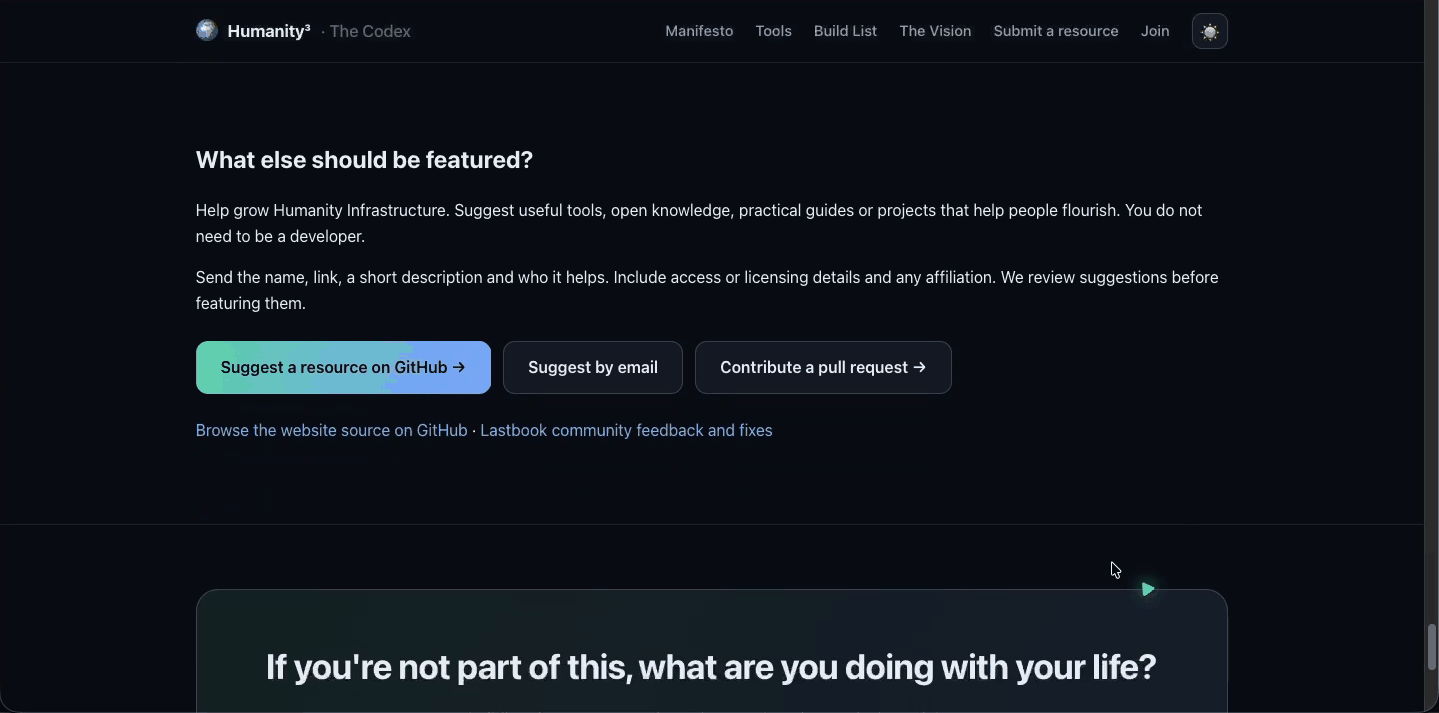 Humanity³ · The Codex
Manifesto Tools Build List The Vision Submit a resource Join
What else should be featured?
Help grow Humanity Infrastructure. Suggest useful tools, open knowledge, practical guides or projects that help people flourish. You do not
need to be a developer.
Send the name, link, a short description and who it helps. Include access or licensing details and any affiliation. We review suggestions before
featuring them.
Suggest a resource on GitHub →
Suggest by email
Contribute a pull request →
Browse the website source on GitHub · Lastbook community feedback and fixes
If you're not part of this, what are you doing with your life?